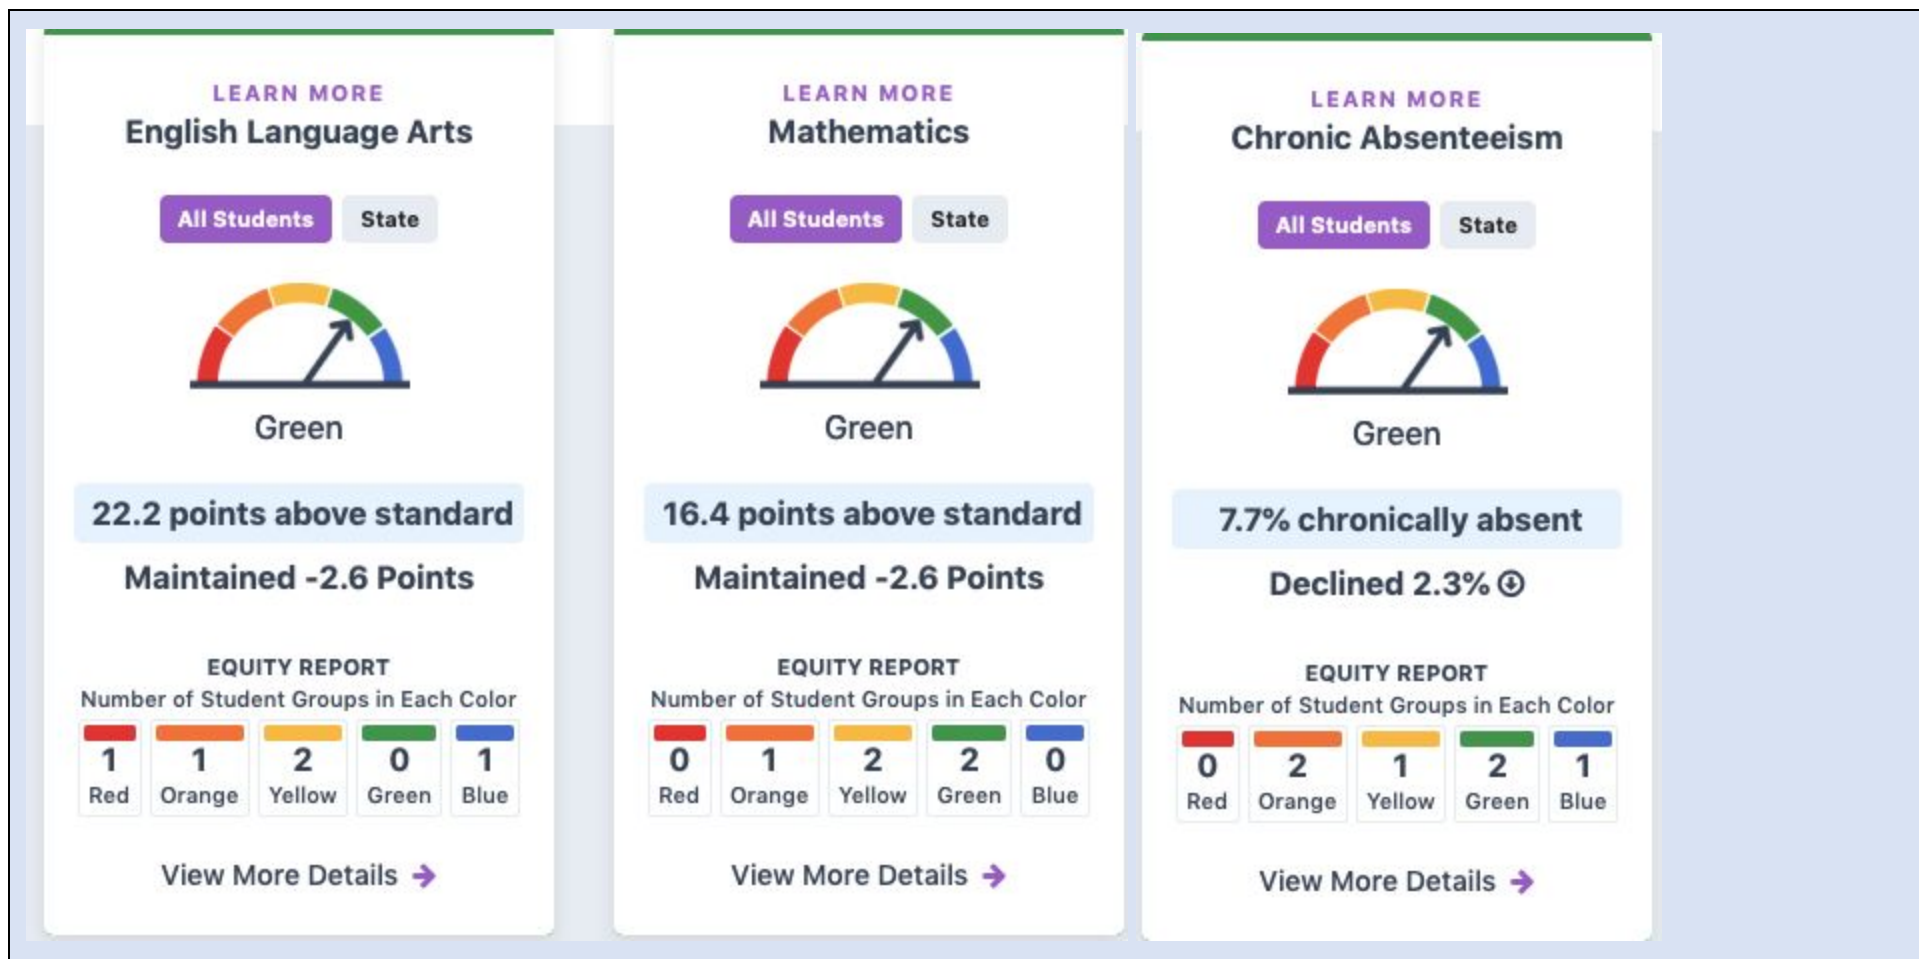 LEARN MORE
English Language Arts
All Students State
Green
22.2 points above standard
Maintained -2.6 Points
EQUITY REPORT
Number of Student Groups in Each Color
1 1 2 0 1
Red Orange Yellow Green Blue
View More Details →
LEARN MORE
Mathematics
All Students State
Green
16.4 points above standard
Maintained -2.6 Points
EQUITY REPORT
Number of Student Groups in Each Color
0 1 2 2 0
Red Orange Yellow Green Blue
View More Details →
LEARN MORE
Chronic Absenteeism
All Students State
Green
7.7% chronically absent
Declined 2.3%
EQUITY REPORT
Number of Student Groups in Each Color
0 2 1 2 1
Red Orange Yellow Green Blue
View More Details →